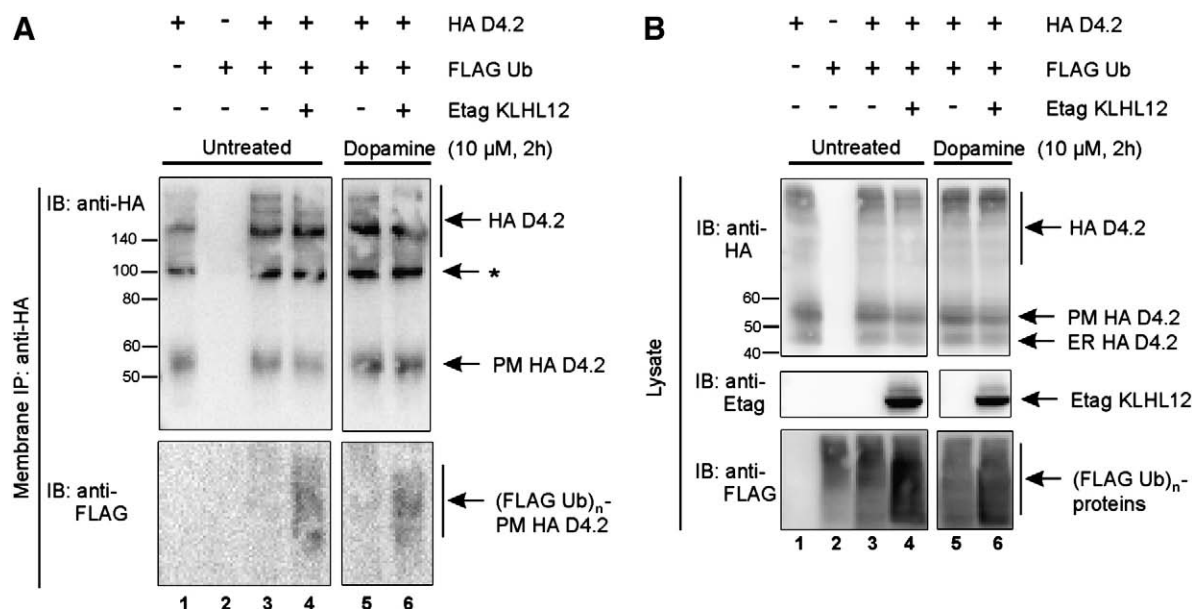 A
+ - + + + + HA D4.2
- + + + + + FLAG Ub
- - - + - + Etag KLHL12
Untreated Dopamine (10 µM, 2h)
Membrane IP: anti-HA
IB: anti-HA
HA D4.2
140
100
*
80
60
PM HA D4.2
50
IB: anti-
FLAG
(FLAG Ub)n-
PM HA D4.2
1 2 3 4 5 6
B
+ - + + + + HA D4.2
- + + + + + FLAG Ub
- - - + - + Etag KLHL12
Untreated Dopamine (10 µM, 2h)
Lysate
IB: anti-
HA
HA D4.2
60
PM HA D4.2
50
ER HA D4.2
40
IB: anti-
Etag
Etag KLHL12
IB: anti-
FLAG
(FLAG Ub)n-
proteins
1 2 3 4 5 6